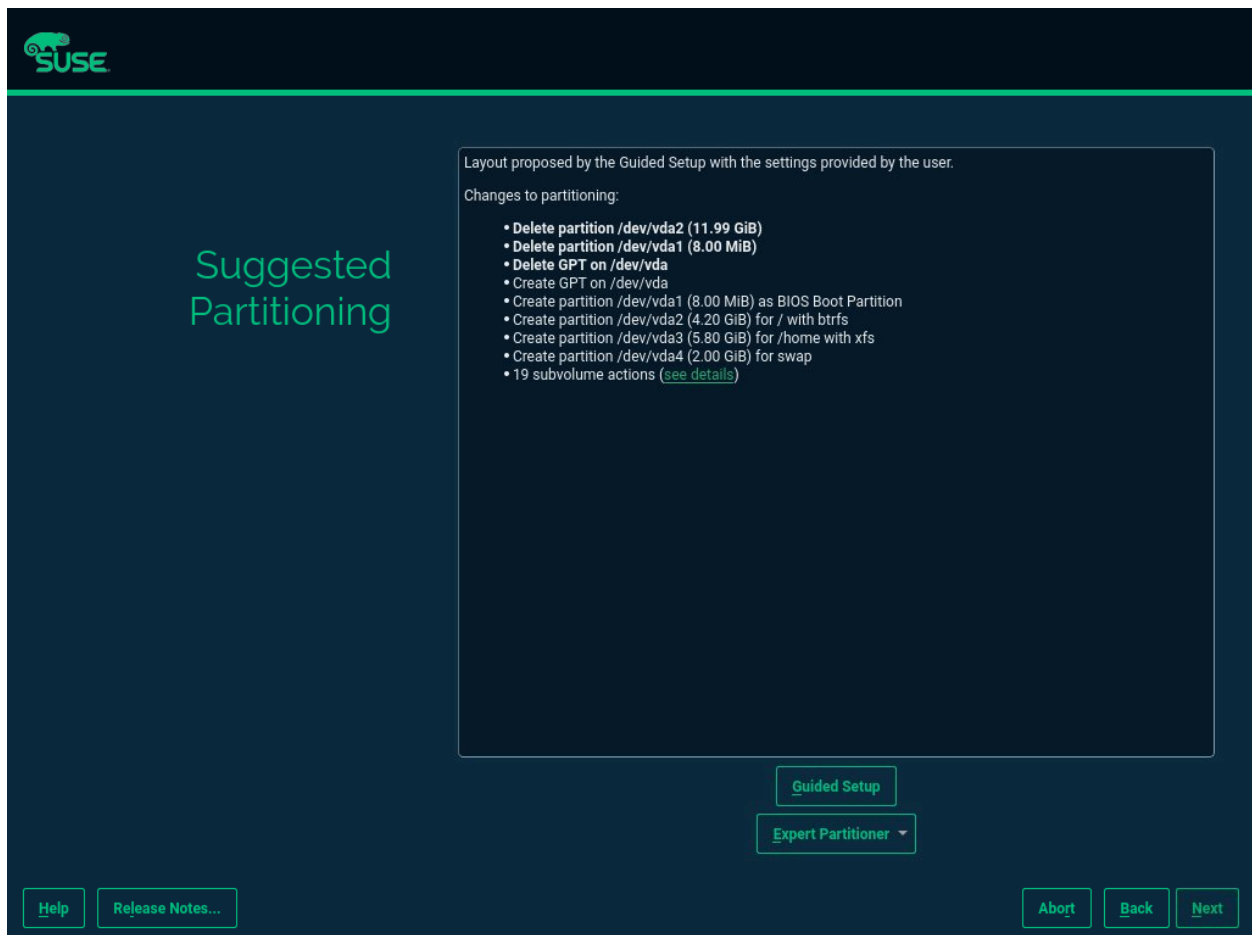 SUSE
Layout proposed by the Guided Setup with the settings provided by the user.
Changes to partitioning:
• Delete partition /dev/vda2 (11.99 GiB)
• Delete partition /dev/vda1 (8.00 MiB)
• Delete GPT on /dev/vda
• Create GPT on /dev/vda
• Create partition /dev/vda1 (8.00 MiB) as BIOS Boot Partition
• Create partition /dev/vda2 (4.20 GiB) for / with btrfs
• Create partition /dev/vda3 (5.80 GiB) for /home with xfs
• Create partition /dev/vda4 (2.00 GiB) for swap
• 19 subvolume actions (see details)
Suggested
Partitioning
Guided Setup
Expert Partitioner
Help
Release Notes...
Abort
Back
Next